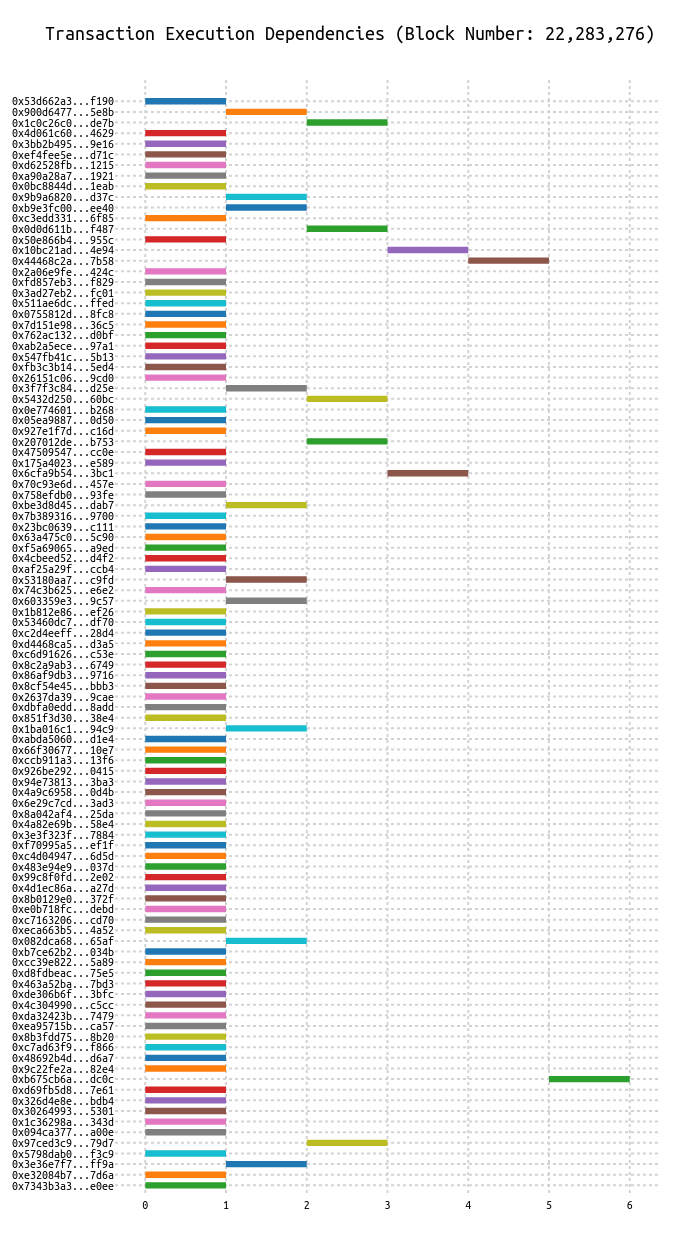 Transaction Execution Dependencies (Block Number: 22,283,276)
0x53d662a3...f190
0x900d6477...5e8b
0x1c0c26c0...de7b
0x4d061c60...4629
0x3bb2b495...9e16
0xef4fee5e...d71c
0xd62528fb...1215
0xa90a28a7...1921
0x0bc8844d...1eab
0x9b9a6820...d37c
0xb9e3fc00...ee40
0xc3edd331...6f85
0x0d0d611b...f487
0x50e866b4...955c
0x10bc21ad...4e94
0x44468c2a...7b58
0x2a06e9fe...424c
0xfd857eb3...f829
0x3ad27eb2...fc01
0x511ae6dc...ffed
0x0755812d...8fc8
0x7d151e98...36c5
0x762ac132...d0bf
0xab2a5ece...97a1
0x547fb41c...5b13
0xfb3c3b14...5ed4
0x26151c06...9cd0
0x3f7f3c84...d25e
0x5432d250...60bc
0x0e774601...b268
0x05ea9887...0d50
0x927e1f7d...c16d
0x207012de...b753
0x47509547...cc0e
0x175a4023...e589
0x6cfa9b54...3bc1
0x70c93e6d...457e
0x758efdb0...93fe
0xbe3d8d45...dab7
0x7b389316...9700
0x23bc0639...c111
0x63a475c0...5c90
0xf5a69065...a9ed
0x4cbeed52...d4f2
0xaf25a29f...ccb4
0x53180aa7...c9fd
0x74c3b625...e6e2
0x603359e3...9c57
0x1b812e86...ef26
0x53460dc7...df70
0xc2d4eeff...28d4
0xd4468ca5...d3a5
0xc6d91626...c53e
0x8c2a9ab3...6749
0x86af9db3...9716
0x8cf54e45...bbb3
0x2637da39...9cae
0xdbfa0edd...8add
0x851f3d30...38e4
0x1ba016c1...94c9
0xabda5060...d1e4
0x66f30677...10e7
0xccb911a3...13f6
0x926be292...0415
0x94e73813...3ba3
0x4a9c6958...0d4b
0x6e29c7cd...3ad3
0x8a042af4...25da
0x4a82e69b...58e4
0x3e3f323f...7884
0xf70995a5...ef1f
0xc4d04947...6d5d
0x483e94e9...037d
0x99c8f0fd...2e02
0x4d1ec86a...a27d
0x8b0129e0...372f
0xe0b718fc...debd
0xc7163206...cd70
0xeca663b5...4a52
0x082dca68...65af
0xb7ce62b2...034b
0xcc39e822...5a89
0xd8fdbeac...75e5
0x463a52ba...7bd3
0xde306b6f...3bfc
0x4c304990...c5cc
0xda32423b...7479
0xea95715b...ca57
0x8b3fdd75...8b20
0xc7ad63f9...f866
0x48692b4d...d6a7
0x9c22fe2a...82e4
0xb675cb6a...dc0c
0xd69fb5d8...7e61
0x326d4e8e...bdb4
0x30264993...5301
0x1c36298a...343d
0x094ca377...a00e
0x97ced3c9...79d7
0x5798dab0...f3c9
0x3e36e7f7...ff9a
0xe32084b7...7d6a
0x7343b3a3...e0ee
0 1 2 3 4 5 6